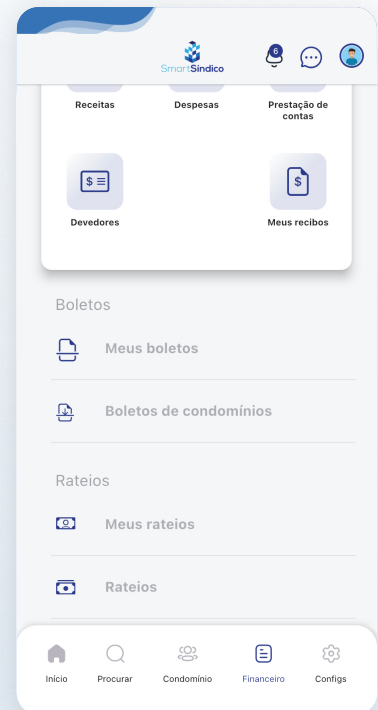 6
SmartSíndico
Receitas
Despesas
Prestação de
contas
Devedores
Meus recibos
Boletos
Meus boletos
Boletos de condomínios
Rateios
Meus rateios
Rateios
Início
Procurar
Condomínio
Financeiro
Configs